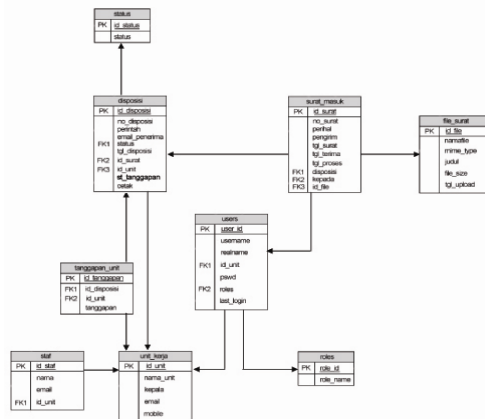 status
PK id_status
status
disposisi
PK id_disposisi
no_disposisi
perintah
email_penerima
FK1 status
tgl_disposisi
FK2 id_surat
FK3 id_unit
st_tanggapan
cetak
surat_masuk
PK id_surat
no_surat
perihal
pengirim
tgl_surat
tgl_terima
tgl_proses
FK1 disposisi
FK2 kepada
FK3 id_file
file_surat
PK id_file
namafile
mime_type
judul
file_size
tgl_upload
users
PK user_id
username
realname
FK1 id_unit
pswd
FK2 roles
last_login
tanggapan_unit
PK id_tanggapan
FK1 id_disposisi
FK2 id_unit
tanggapan
staf
PK id_staf
nama
email
FK1 id_unit
unit_kerja
PK id_unit
nama_unit
kepala
email
mobile
roles
PK role_id
role_name